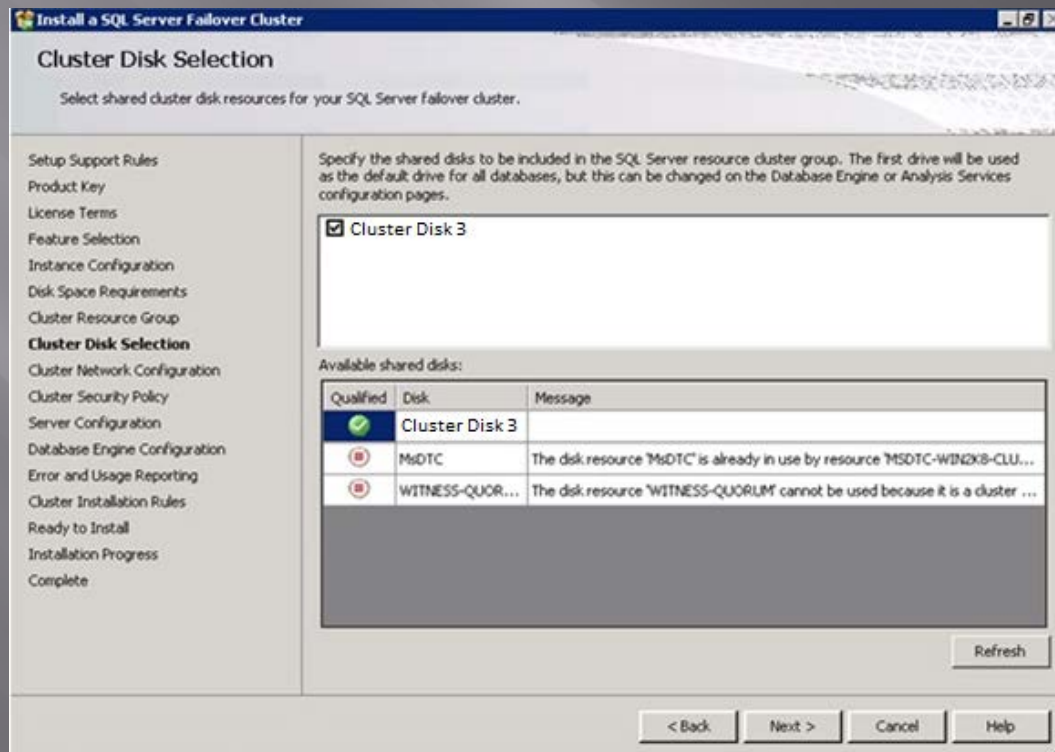 Install a SQL Server Failover Cluster
Cluster Disk Selection
Select shared cluster disk resources for your SQL Server failover cluster.
Setup Support Rules
Product Key
License Terms
Feature Selection
Instance Configuration
Disk Space Requirements
Cluster Resource Group
Cluster Disk Selection
Cluster Network Configuration
Cluster Security Policy
Server Configuration
Database Engine Configuration
Error and Usage Reporting
Cluster Installation Rules
Ready to Install
Installation Progress
Complete
Specify the shared disks to be included in the SQL Server resource cluster group. The first drive will be used
as the default drive for all databases, but this can be changed on the Database Engine or Analysis Services
configuration pages.
Cluster Disk 3
Available shared disks:
Qualified Disk Message
Cluster Disk 3
MsDTC The disk resource 'MsDTC' is already in use by resource 'MSDTC-WIN2K8-CLU...
WITNESS-QUOR... The disk resource 'WITNESS-QUORUM' cannot be used because it is a cluster ...
Refresh
< Back Next > Cancel Help